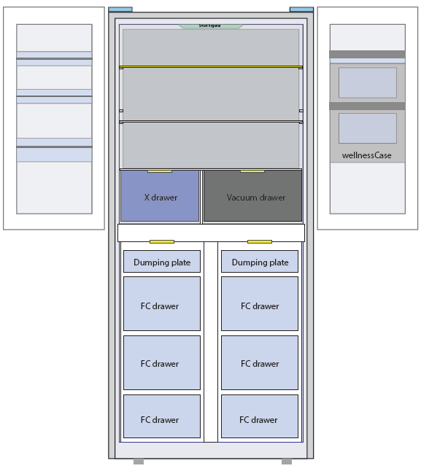 X drawer
Vacuum drawer
wellnessCase
Dumping plate
Dumping plate
FC drawer
FC drawer
FC drawer
FC drawer
FC drawer
FC drawer